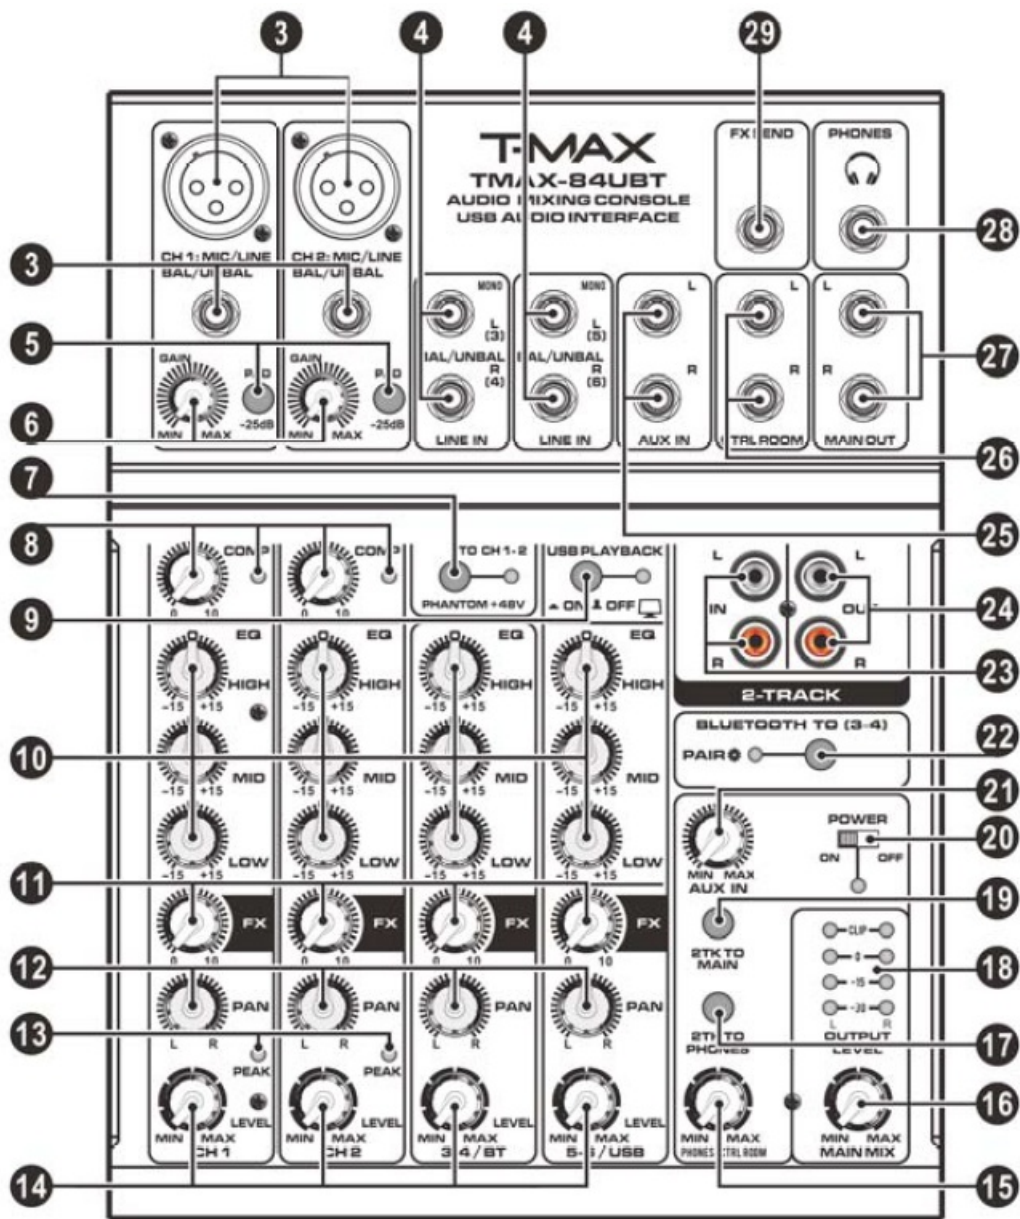 3 4 4 29
T-MAX
TMAX-84UBT
AUDIO MIXING CONSOLE
USB AUDIO INTERFACE
FX SEND
PHONES
28
3
CH 1: MIC/LINE
BAL/UNBAL
CH 2: MIC/LINE
BAL/UNBAL
MONO
L
(3)
BAL/UNBAL
R
(4)
LINE IN
MONO
L
(5)
BAL/UNBAL
R
(6)
LINE IN
L
R
AUX IN
L
R
CTRL ROOM
L
R
MAIN OUT
27
5
GAIN
PAD
-25dB
MIN MAX
GAIN
PAD
-25dB
MIN MAX
6
26
7
25
8
COMP
0 10
COMP
0 10
TO CH 1-2
PHANTOM +48V
USB PLAYBACK
ON OFF
9
L L
IN OUT
R R
2-TRACK
24
23
EQ EQ EQ EQ
0 0 0 0
HIGH HIGH HIGH HIGH
-15 +15 -15 +15 -15 +15 -15 +15
10
MID MID MID MID
-15 +15 -15 +15 -15 +15 -15 +15
LOW LOW LOW LOW
-15 +15 -15 +15 -15 +15 -15 +15
BLUETOOTH TO (3-4)
PAIR
22
21
MIN MAX
AUX IN
POWER
ON OFF
20
11
FX FX FX FX
0 10 0 10 0 10 0 10
19
2TK TO
MAIN
CLIP
0
-15
-30
L R
OUTPUT
LEVEL
18
12
PAN PAN PAN PAN
L R L R L R L R
13
PEAK PEAK
2TK TO
PHONES
17
LEVEL LEVEL LEVEL LEVEL
MIN MAX MIN MAX MIN MAX MIN MAX
CH 1 CH 2 3-4/BT 5-6/USB
MIN MAX
PHONES/CTRL ROOM
MIN MAX
MAIN MIX
16
14
15